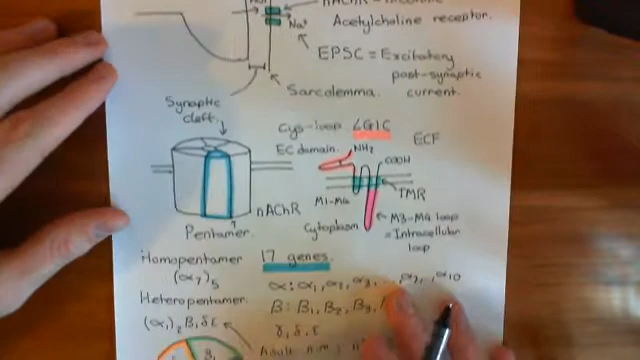 Acetylcholine receptor.
Na⁺
EPSC = Excitatory
post-synaptic
current.
Sarcolemma.
Synaptic
cleft.
Cys-loop LGIC
EC domain.
NH₂
ECF
COOH
TMR
M1-M4
nAChR
Cytoplasm
M3-M4 loop
= Intracellular
loop
Pentamer.
Homopentamer
(α₇)₅
17 genes
α: α₁, α₂, α₃, ... α₁₀
Heteropentamer.
β: β₁, β₂, β₃,
(α₁)₂ β₁ δε
γ, δ, ε
Adult n.m: